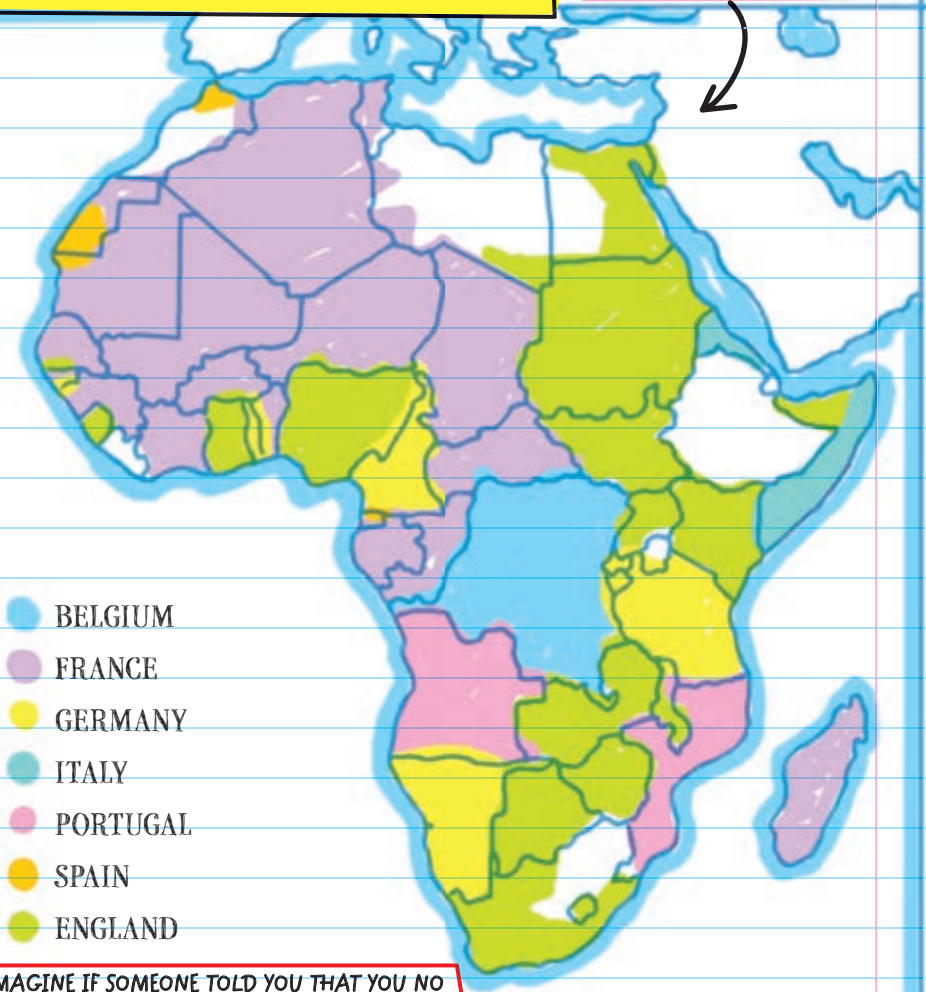 BELGIUM
FRANCE
GERMANY
ITALY
PORTUGAL
SPAIN
ENGLAND
MAGINE IF SOMEONE TOLD YOU THAT YOU NO